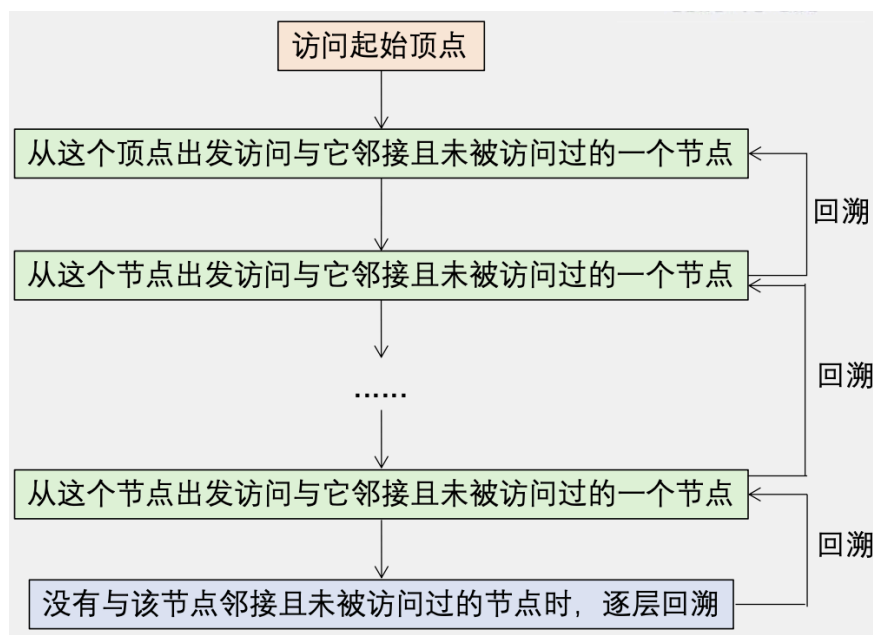 访问起始顶点
从这个顶点出发访问与它邻接且未被访问过的一个节点
回溯
从这个节点出发访问与它邻接且未被访问过的一个节点
回溯
......
从这个节点出发访问与它邻接且未被访问过的一个节点
回溯
没有与该节点邻接且未被访问过的节点时，逐层回溯